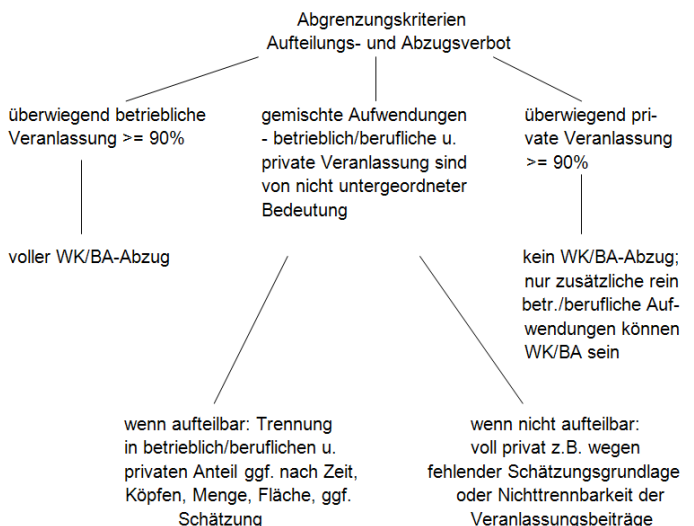 Abgrenzungskriterien
Aufteilungs- und Abzugsverbot
überwiegend betriebliche
Veranlassung >= 90%
gemischte Aufwendungen
- betrieblich/berufliche u.
private Veranlassung sind
von nicht untergeordneter
Bedeutung
überwiegend pri-
vate Veranlassung
>= 90%
voller WK/BA-Abzug
kein WK/BA-Abzug;
nur zusätzliche rein
betr./berufliche Auf-
wendungen können
WK/BA sein
wenn aufteilbar: Trennung
in betrieblich/beruflichen u.
privaten Anteil ggf. nach Zeit,
Köpfen, Menge, Fläche, ggf.
Schätzung
wenn nicht aufteilbar:
voll privat z.B. wegen
fehlender Schätzungsgrundlage
oder Nichttrennbarkeit der
Veranlassungsbeiträge